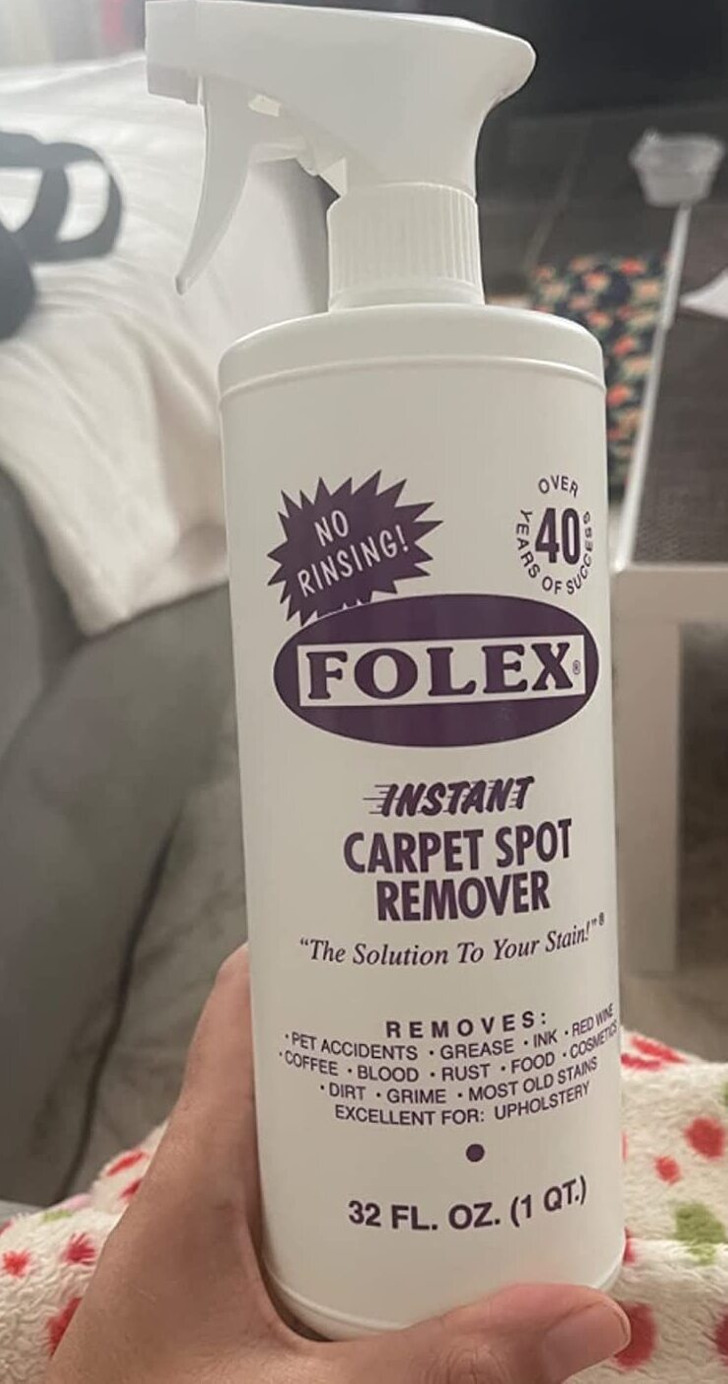 NO
RINSING!
OVER
40
YEARS OF SUCCESS
FOLEX®
INSTANT
CARPET SPOT
REMOVER
"The Solution To Your Stain!"®
REMOVES:
• PET ACCIDENTS • GREASE • INK • RED WINE
• COFFEE • BLOOD • RUST • FOOD • COSMETICS
• DIRT • GRIME • MOST OLD STAINS
EXCELLENT FOR: UPHOLSTERY
32 FL. OZ. (1 QT.)